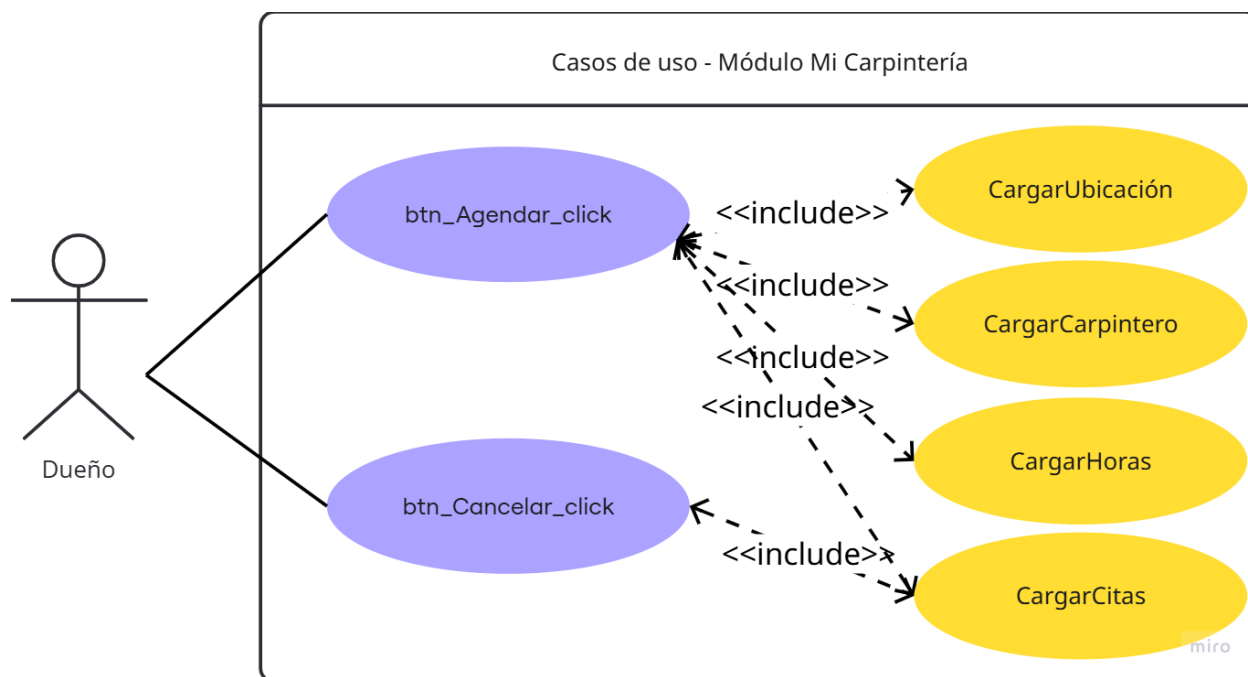 Casos de uso - Módulo Mi Carpintería
btn_Agendar_click
<<include>>
CargarUbicación
<<include>>
CargarCarpintero
<<include>>
<<include>>
CargarHoras
Dueño
btn_Cancelar_click
<<include>>
CargarCitas
miro